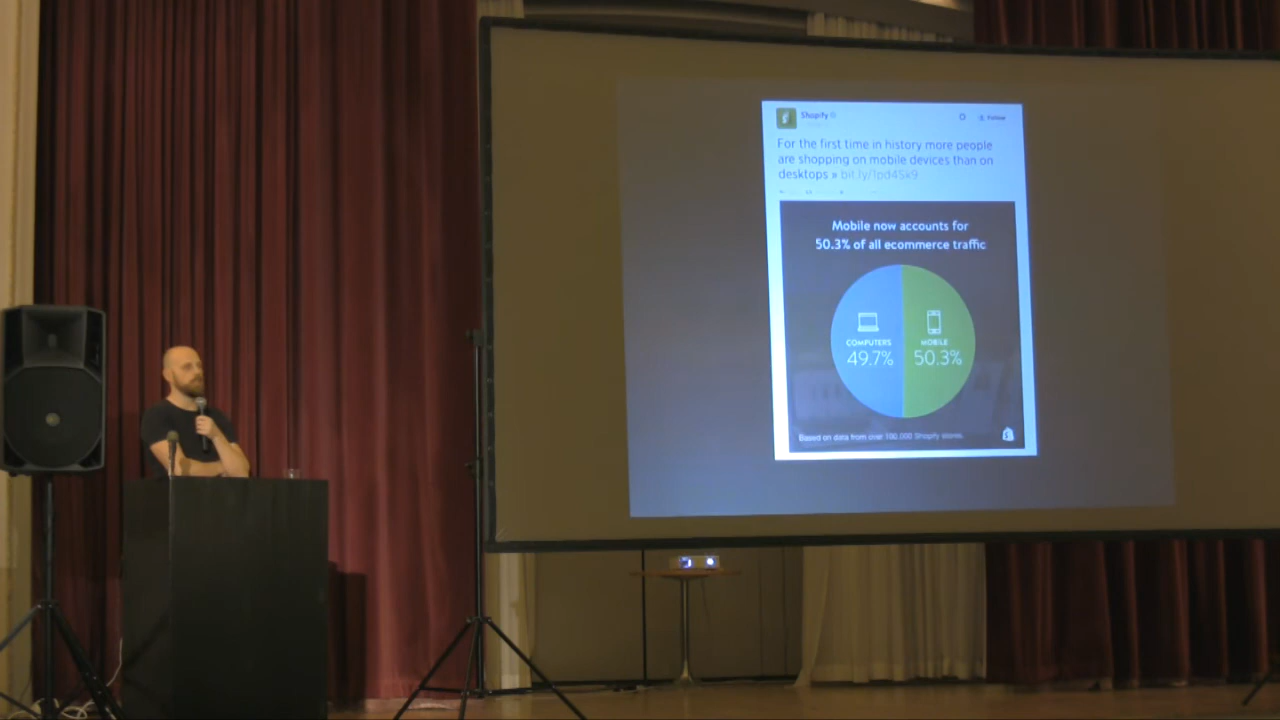 Shopify
Follow
For the first time in history more people
are shopping on mobile devices than on
desktops » bit.ly/1pd4Sk9
Mobile now accounts for
50.3% of all ecommerce traffic
COMPUTERS
49.7%
MOBILE
50.3%
Based on data from over 100,000 Shopify stores.